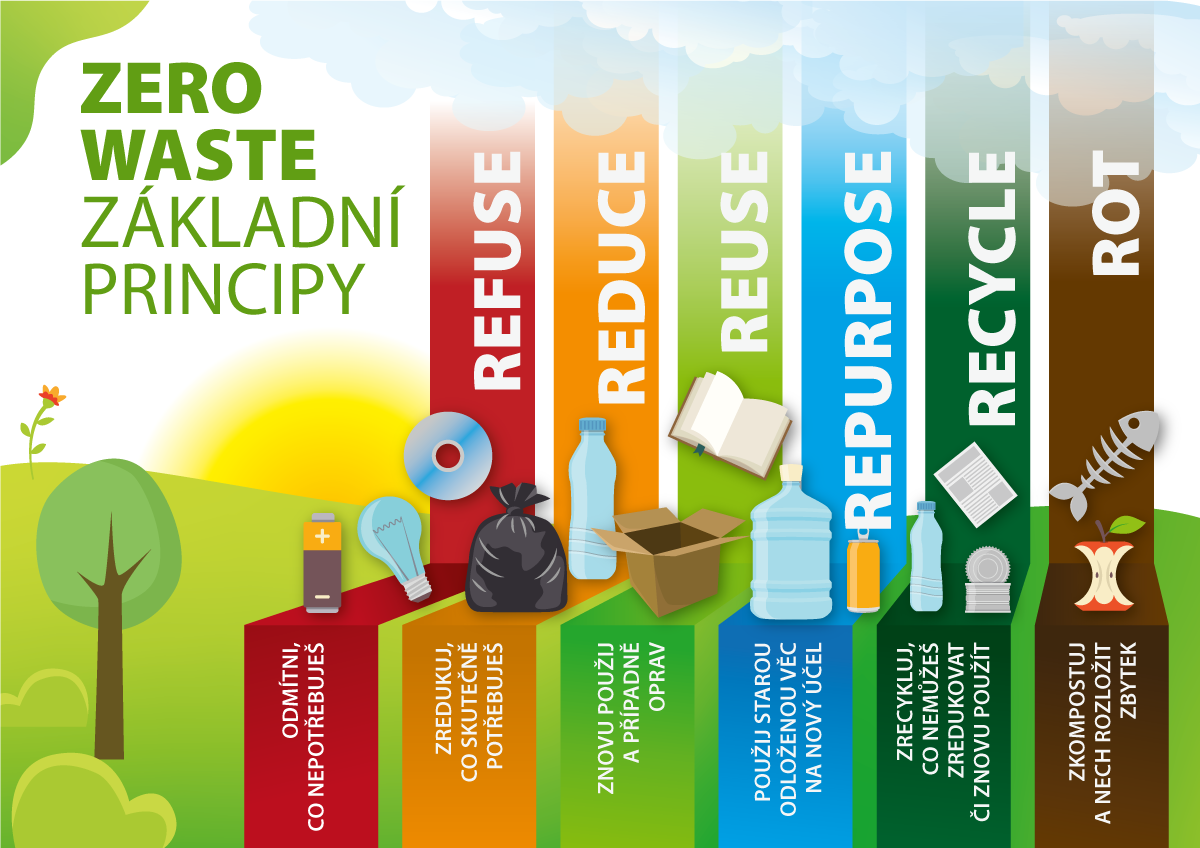 ZERO
WASTE
ZÁKLADNÍ
PRINCIPY
REFUSE
REDUCE
REUSE
REPURPOSE
RECYCLE
ROT
ODMÍTNI,
CO NEPOTŘEBUJEŠ
ZREDUKUJ,
CO SKUTEČNĚ
POTŘEBUJEŠ
ZNOVU POUŽIJ
A PŘÍPADNĚ
OPRAV
POUŽIJ STAROU
ODLOŽENOU VĚC
NA NOVÝ ÚČEL
ZRECYKLUJ,
CO NEMŮŽEŠ
ZREDUKOVAT
ČI ZNOVU POUŽÍT
ZKOMPOSTUJ
A NECH ROZLOŽIT
ZBYTEK